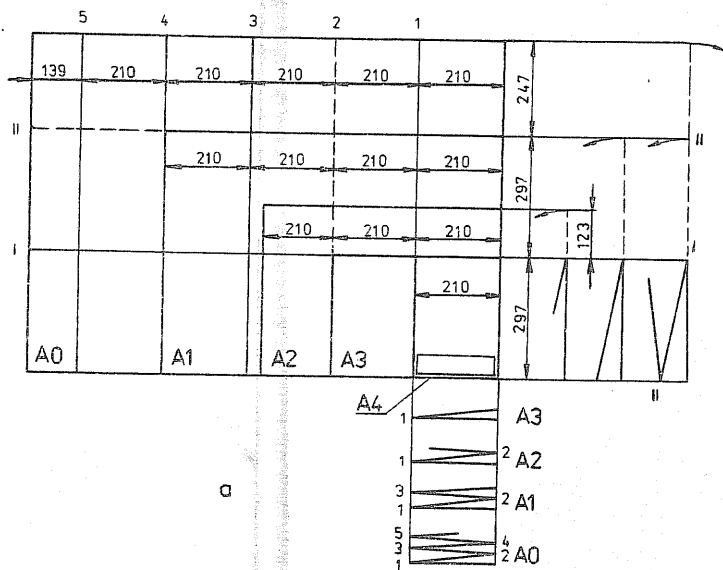 5 4 3 2 1
139 210 210 210 210 210 247
II II
210 210 210 210 297
210 210 210 123
I I
210 297
A0 A1 A2 A3
A4 II
1 A3
1 2 A2
3 2 A1
1
a
5 4
3 2 A0
1